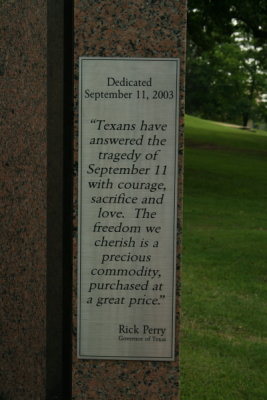 Dedicated
September 11, 2003
“Texans have
answered the
tragedy of
September 11
with courage,
sacrifice and
love. The
freedom we
cherish is a
precious
commodity,
purchased at
a great price.”
Rick Perry
Governor of Texas